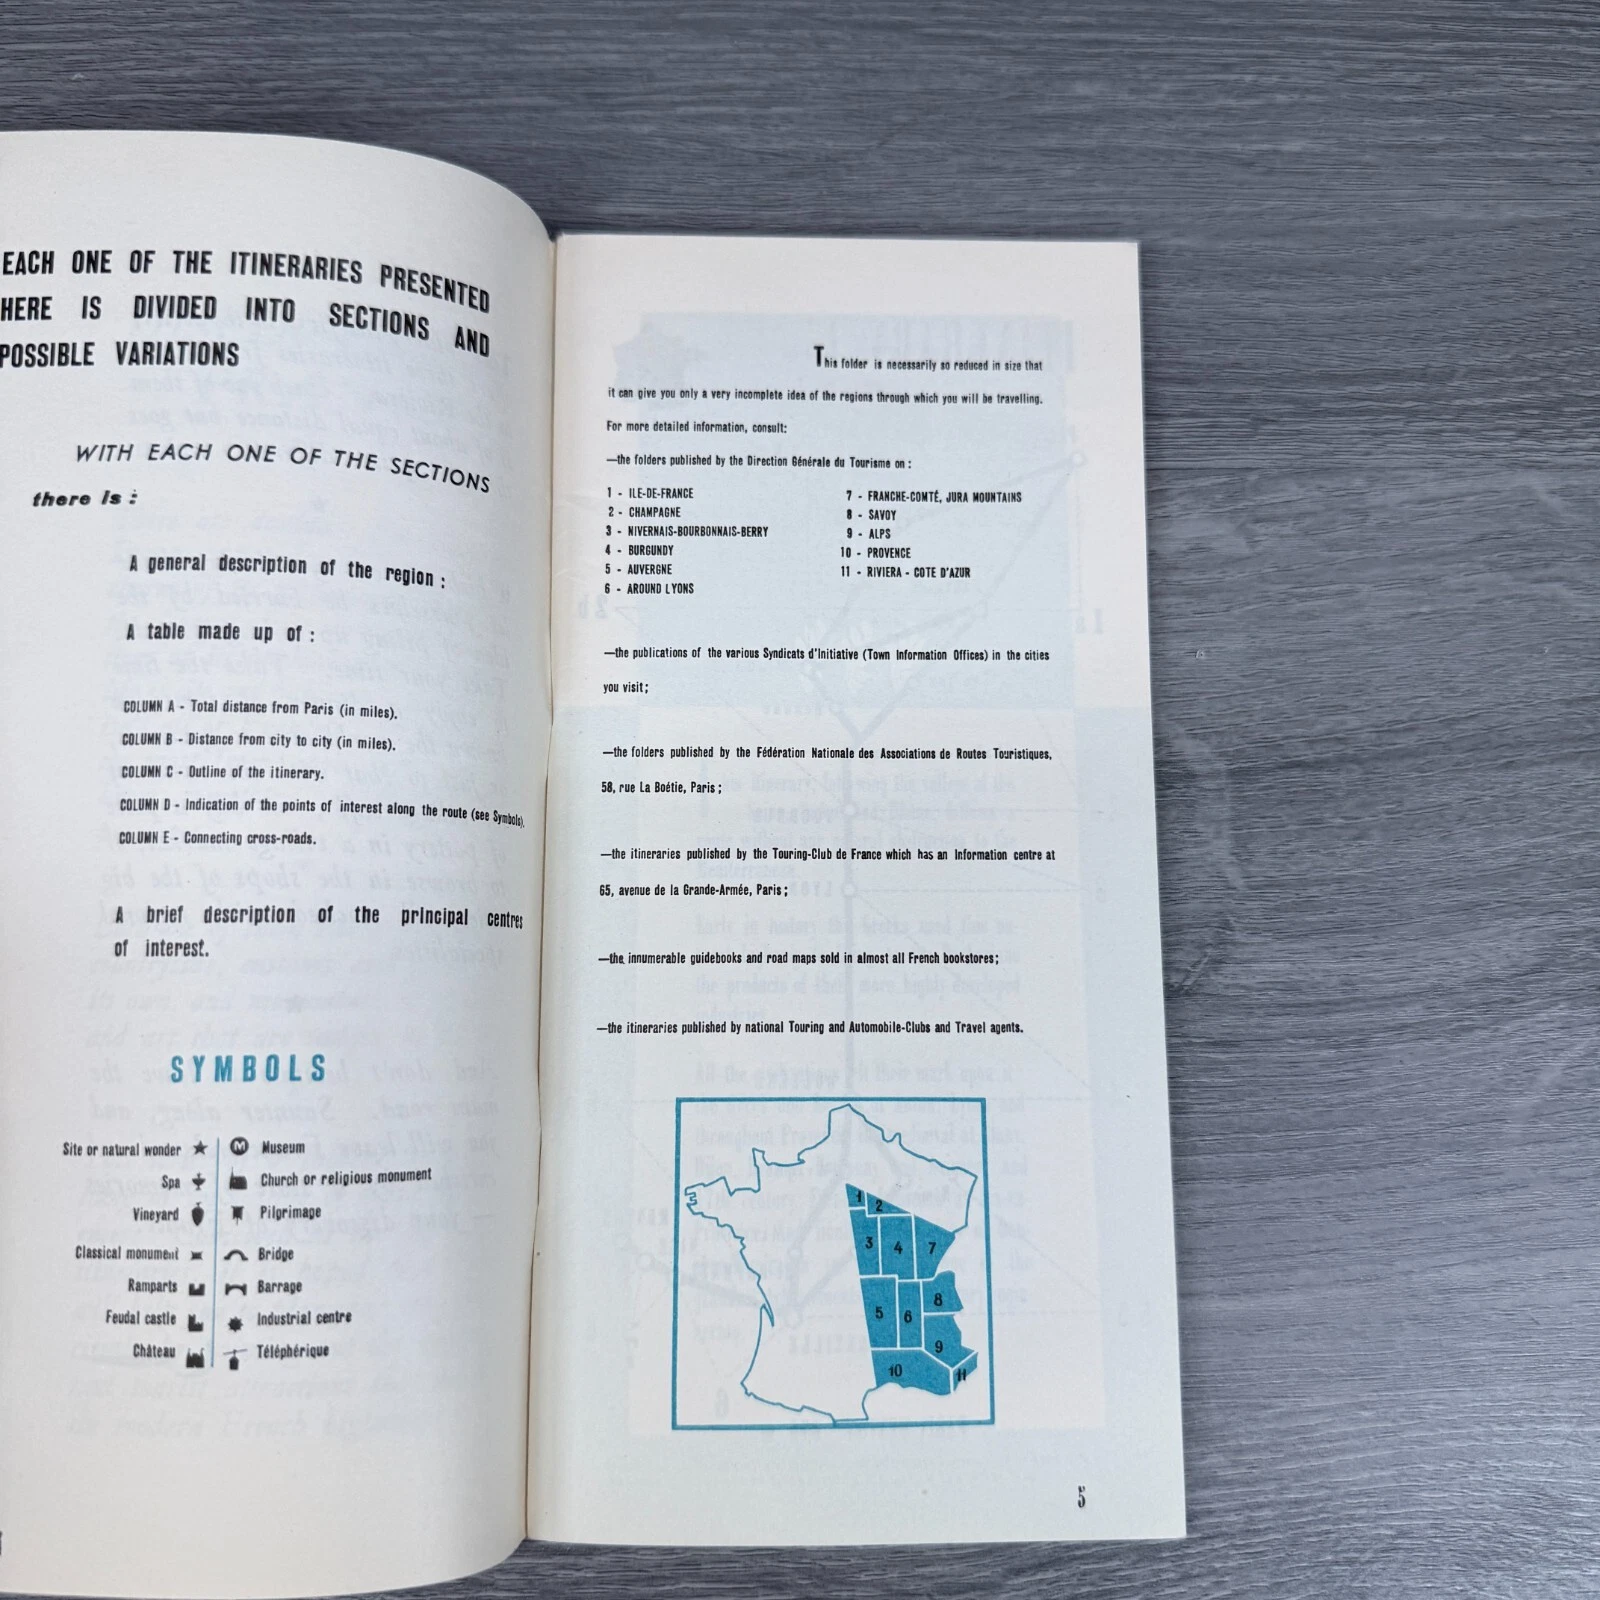 EACH ONE OF THE ITINERARIES PRESENTED
HERE IS DIVIDED INTO SECTIONS AND
POSSIBLE VARIATIONS
WITH EACH ONE OF THE SECTIONS
there is :
A general description of the region :
A table made up of :
COLUMN A - Total distance from Paris (in miles).
COLUMN B - Distance from city to city (in miles).
COLUMN C - Outline of the itinerary.
COLUMN D - Indication of the points of interest along the route (see Symbols).
COLUMN E - Connecting cross-roads.
A brief description of the principal centres
of interest.
SYMBOLS
Site or natural wonder
Spa
Vineyard
Classical monument
Ramparts
Feudal castle
Château
M Museum
Church or religious monument
Pilgrimage
Bridge
Barrage
Industrial centre
Téléphérique
This folder is necessarily so reduced in size that
it can give you only a very incomplete idea of the regions through which you will be travelling.
For more detailed information, consult:
—the folders published by the Direction Générale du Tourisme on :
1 - ILE-DE-FRANCE
2 - CHAMPAGNE
3 - NIVERNAIS-BOURBONNAIS-BERRY
4 - BURGUNDY
5 - AUVERGNE
6 - AROUND LYONS
7 - FRANCHE-COMTÉ, JURA MOUNTAINS
8 - SAVOY
9 - ALPS
10 - PROVENCE
11 - RIVIERA - COTE D'AZUR
—the publications of the various Syndicats d'Initiative (Town Information Offices) in the cities
you visit;
—the folders published by the Fédération Nationale des Associations de Routes Touristiques,
58, rue La Boétie, Paris ;
—the itineraries published by the Touring-Club de France which has an Information centre at
65, avenue de la Grande-Armée, Paris ;
—the innumerable guidebooks and road maps sold in almost all French bookstores;
—the itineraries published by national Touring and Automobile-Clubs and Travel agents.
1
2
3
4
7
5
6
8
9
10
11
5